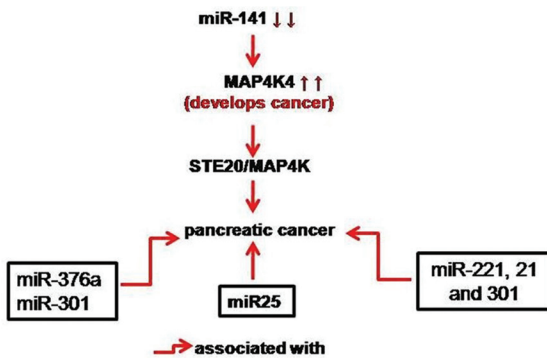 miR-141 ↓↓
MAP4K4 ↑↑
(develops cancer)
STE20/MAP4K
pancreatic cancer
miR-376a
miR-301
miR25
miR-221, 21
and 301
associated with